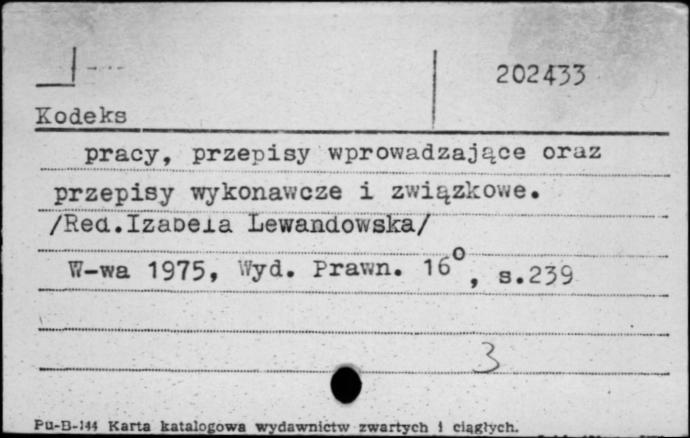 202433
Kodeks
pracy, przepisy wprowadzające oraz
przepisy wykonawcze i związkowe.
/Red.Izabela Lewandowska/
W-wa 1975, Wyd. Prawn. 16⁰, s.239
3
Pu-B-144 Karta katalogowa wydawnictw zwartych i ciągłych.